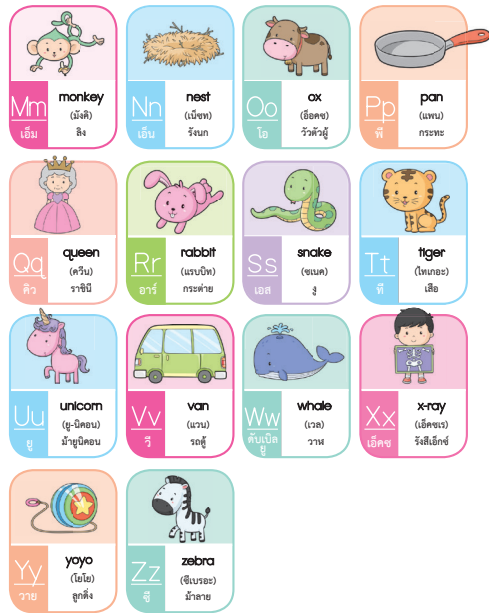 Mm
เอ็ม
monkey
(มังคิ)
ลิง
Nn
เอ็น
nest
(เน็ซท)
รังนก
Oo
โอ
ox
(อ็อคซ)
วัวตัวผู้
Pp
พี
pan
(แพน)
กระทะ
Qq
คิว
queen
(ควีน)
ราชินี
Rr
อาร์
rabbit
(แรบบิท)
กระต่าย
Ss
เอส
snake
(ซเนค)
งู
Tt
ที
tiger
(ไทเกอะ)
เสือ
Uu
ยู
unicorn
(ยู-นิคอน)
ม้ายูนิคอน
Vv
วี
van
(แวน)
รถตู้
Ww
ดับเบิล
ยู
whale
(เวล)
วาฬ
Xx
เอ็คซ
x-ray
(เอ็คซเร)
รังสีเอ็กซ์
Yy
วาย
yoyo
(โยโย)
ลูกดิ่ง
Zz
ซี
zebra
(ซีเบรอะ)
ม้าลาย